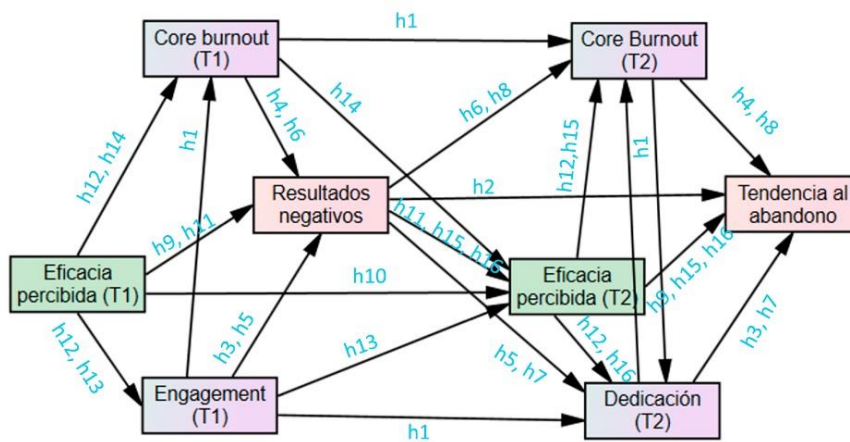 h1
Core burnout
(T1)
Core Burnout
(T2)
h14
h4, h6
h6, h8
h4, h8
h12, h14
h1
h12,h15
h1
Resultados
negativos
h2
Tendencia al
abandono
h9, h11
h11, h15, h16
Eficacia
percibida (T1)
h10
Eficacia
percibida (T2)
h9, h15, h16
h12, h13
h3, h5
h13
h5, h7
h12, h16
h3, h7
Engagement
(T1)
h1
Dedicación
(T2)